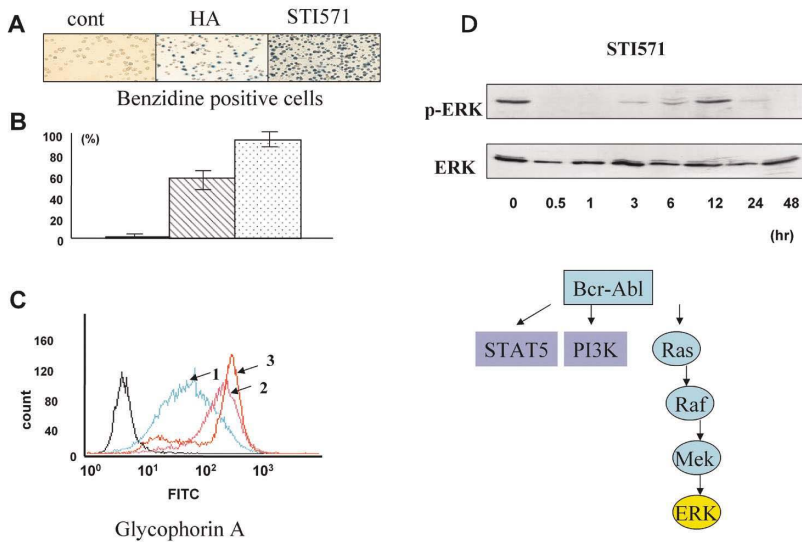 A
cont HA STI571
Benzidine positive cells
B
(%)
100
80
60
40
20
0
C
160
120
80
40
0
count
1
3
2
10⁰ 10¹ 10² 10³
FITC
Glycophorin A
D
STI571
p-ERK
ERK
0 0.5 1 3 6 12 24 48
(hr)
Bcr-Abl
STAT5 PI3K Ras
Raf
Mek
ERK